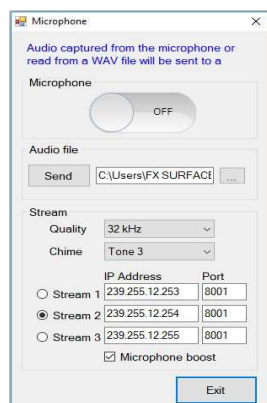 Microphone
Audio captured from the microphone or
read from a WAV file will be sent to a
Microphone
OFF
Audio file
Send C:\Users\FX SURFACE ...
Stream
Quality 32 kHz
Chime Tone 3
IP Address Port
Stream 1 239.255.12.253 8001
Stream 2 239.255.12.254 8001
Stream 3 239.255.12.255 8001
Microphone boost
Exit